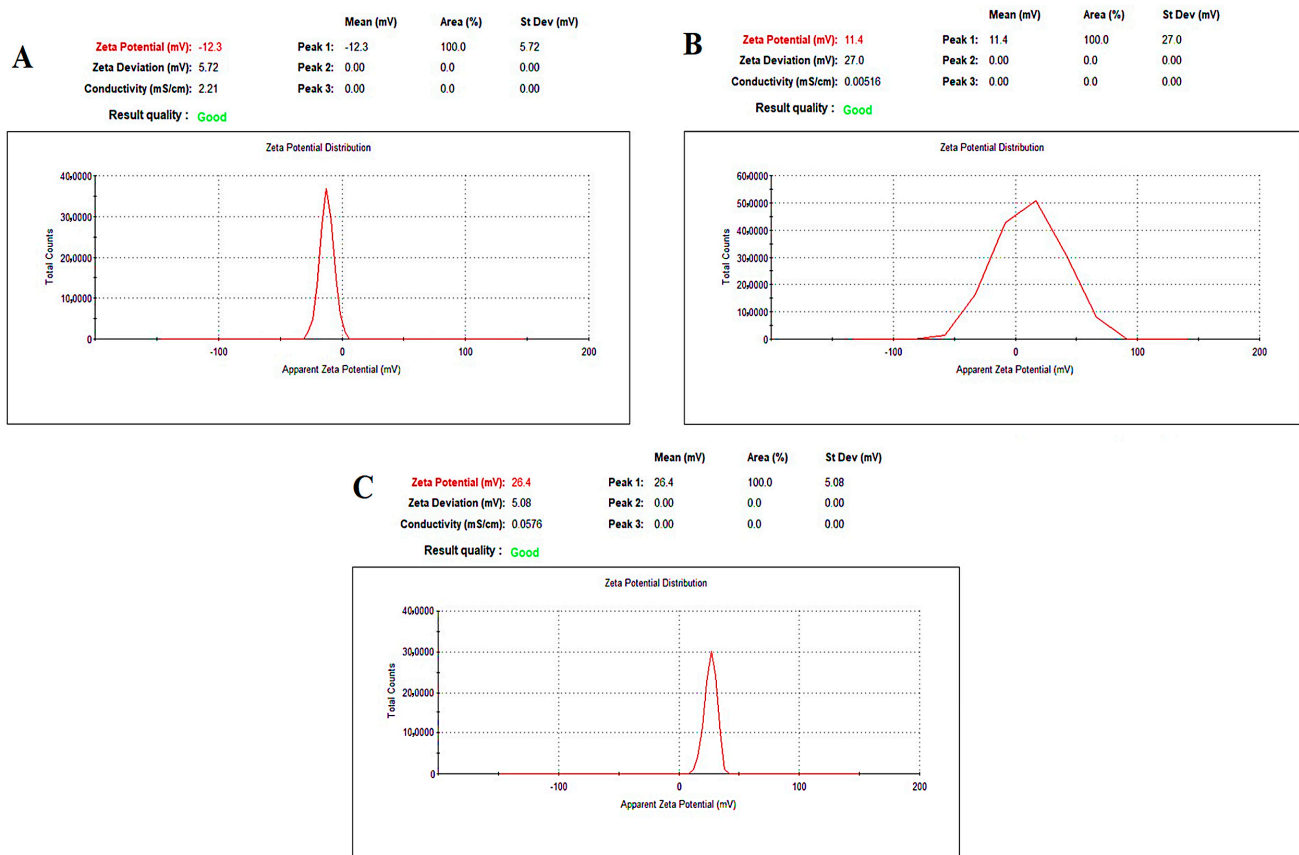 A
Mean (mV) Area (%) St Dev (mV)
Zeta Potential (mV): -12.3 Peak 1: -12.3 100.0 5.72
Zeta Deviation (mV): 5.72 Peak 2: 0.00 0.0 0.00
Conductivity (mS/cm): 2.21 Peak 3: 0.00 0.0 0.00
Result quality : Good
Zeta Potential Distribution
Total Counts
40,0000
30,0000
20,0000
10,0000
0
-100 0 100 200
Apparent Zeta Potential (mV)
B
Mean (mV) Area (%) St Dev (mV)
Zeta Potential (mV): 11.4 Peak 1: 11.4 100.0 27.0
Zeta Deviation (mV): 27.0 Peak 2: 0.00 0.0 0.00
Conductivity (mS/cm): 0.00516 Peak 3: 0.00 0.0 0.00
Result quality : Good
Zeta Potential Distribution
Total Counts
60,0000
50,0000
40,0000
30,0000
20,0000
10,0000
0
-100 0 100 200
Apparent Zeta Potential (mV)
C
Mean (mV) Area (%) St Dev (mV)
Zeta Potential (mV): 26.4 Peak 1: 26.4 100.0 5.08
Zeta Deviation (mV): 5.08 Peak 2: 0.00 0.0 0.00
Conductivity (mS/cm): 0.0576 Peak 3: 0.00 0.0 0.00
Result quality : Good
Zeta Potential Distribution
Total Counts
40,0000
30,0000
20,0000
10,0000
0
-100 0 100 200
Apparent Zeta Potential (mV)